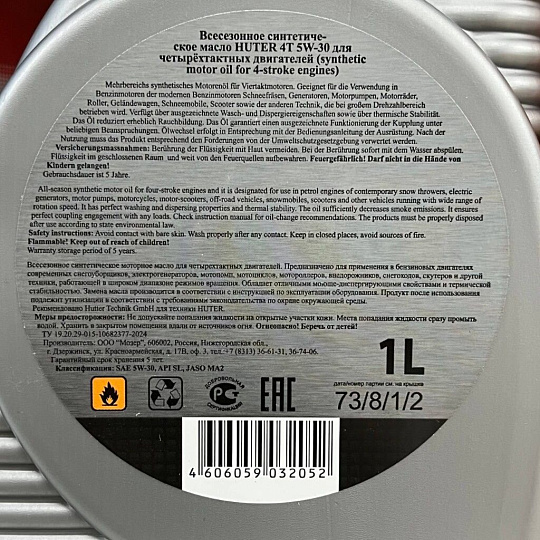 Всесезонное синтетиче-
ское масло HUTER 4T 5W-30 для
четырёхтактных двигателей (synthetic
motor oil for 4-stroke engines)
Mehrbereichs synthetisches Motorenöl für Viertaktmotoren. Geeignet für die Verwendung in
Benzinmotoren der modernen Benzinmotoren Schneefräsen, Generatoren, Motorpumpen, Motorräder,
Roller, Geländewagen, Schneemobile, Scooter sowie der anderen Technik, die bei großem Drehzahlbereich
betrieben wird. Verfügt über ausgezeichnete Wasch- und Dispergiereigenschaften sowie über thermische Stabilität.
Das Öl reduziert erheblich Rauchbildung. Das Öl garantiert einen ausgezeichnete Funktionierung der Kupplung unter
beliebigen Beanspruchungen. Ölwechsel erfolgt in Entsprechung mit der Bedienungsanleitung der Ausrüstung. Nach der
Nutzung muss das Produkt entsprechend den Forderungen von der Umweltschutzgesetzgebung verwertet werden.
Versicherungsmassnahmen: Berührung der Flüssigkeit mit Haut vermeiden. Bei der Berührung sofort mit dem Wasser abspülen.
Flüssigkeit im geschlossenen Raum und weit von den Feuerquellen aufbewahren. Feuergefährlich! Darf nicht in die Hände von
Kindern gelangen!
Gebrauchsdauer ist 5 Jahre.
All-season synthetic motor oil for four-stroke engines and it is designated for use in petrol engines of contemporary snow throwers, electric
generators, motor pumps, motorcycles, motor-scooters, off-road vehicles, snowmobiles, scooters and other vehicles running with wide range of
rotation speed. It has perfect washing and dispersing properties and thermal stability. The oil sufficiently decreases smoke emissions. It ensures
perfect coupling engagement with any loads. Check instruction manual for oil-change recommendations. The products must be properly disposed
after use according to state environmental law.
Safety instructions: Avoid contact with bare skin. Wash properly after any contact. Keep in closed places, avoid sources of fire.
Flammable! Keep out of reach of children!
Warranty storage period of 5 years.
Всесезонное синтетическое моторное масло для четырехтактных двигателей. Предназначено для применения в бензиновых двигателях
современных снегоуборщиков, электрогенераторов, мотопомп, мотоциклов, мотороллеров, внедорожников, снегоходов, скутеров и другой
техники, работающей в широком диапазоне режимов вращения. Обладает отличными моюще-диспергирующими свойствами и термической
стабильностью. Замена масла производится в соответствии с инструкцией по эксплуатации оборудования. Продукт после использования
подлежит утилизации в соответствии с требованиями законодательства по охране окружающей среды.
Рекомендовано Hutier Technik GmbH для техники HUTER.
Меры предосторожности: Не допускайте попадания жидкости на открытые участки кожи. Места попадания жидкости сразу промыть
водой. Хранить в закрытом помещении вдали от источников огня. Огнеопасно! Беречь от детей!
ТУ 19.20.29-015-10682377-2024
Производитель: ООО "Мозер", 606002, Россия, Нижегородская обл.,
г. Дзержинск, ул. Красноармейская, д. 17В, оф. 3. тел.+7 (8313) 36-61-31, 36-74-06.
Гарантийный срок хранения 5 лет.
Классификация: SAE 5W-30, API SL, JASO MA2
1L
ДОБРОВОЛЬНАЯ
СЕРТИФИКАЦИЯ
EAC
дата/номер партии см. на крышке
73/8/1/2
4 606059 032052